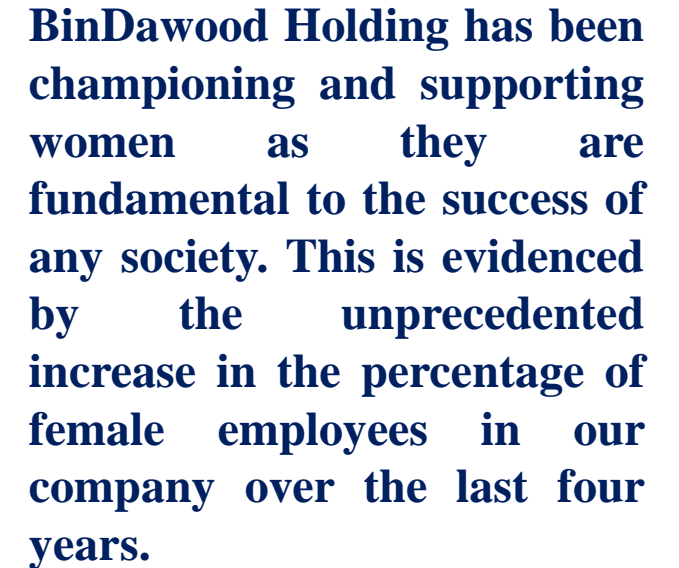 BinDawood Holding has been
championing and supporting
women as they are
fundamental to the success of
any society. This is evidenced
by the unprecedented
increase in the percentage of
female employees in our
company over the last four
years.